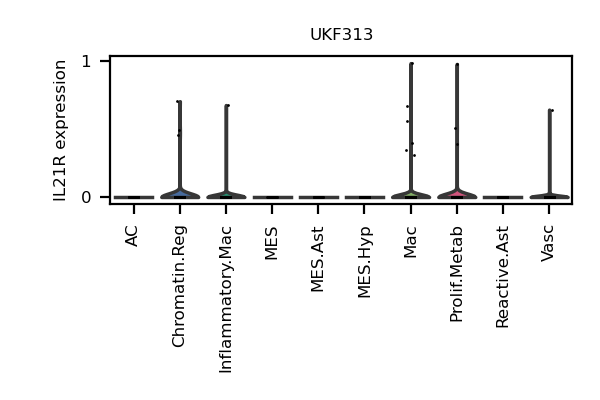 UKF313
IL21R expression
1
0
AC
Chromatin.Reg
Inflammatory.Mac
MES
MES.Ast
MES.Hyp
Mac
Prolif.Metab
Reactive.Ast
Vasc